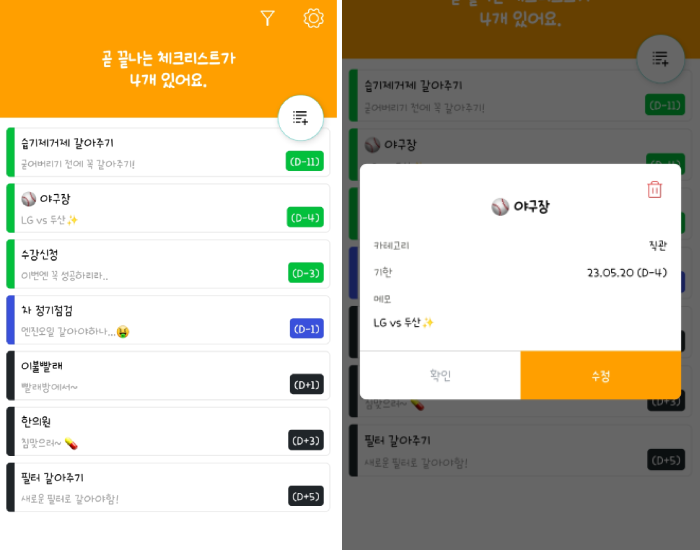 곧 끝나는 체크리스트가
4개 있어요.
습기제거제 갈아주기
굳어버리기 전에 꼭 갈아주기!
(D-11)
⚾ 야구장
LG vs 두산✨
(D-4)
수강신청
이번엔 꼭 성공하리라..
(D-3)
차 정기점검
엔진오일 갈아야하나...🤮
(D-1)
이불빨래
빨래방에서~
(D+1)
한의원
침맞으러~ 💊
(D+3)
필터 갈아주기
새로운 필터로 갈아야함!
(D+5)
4개 있어요.
습기제거제 갈아주기
굳어버리기 전에 꼭 갈아주기!
(D-11)
⚾ 야구장
⚾ 야구장
카테고리
직관
기한
23.05.20 (D-4)
메모
LG vs 두산✨
확인
수정
침맞으러~ 💊
(D+3)
필터 갈아주기
새로운 필터로 갈아야함!
(D+5)